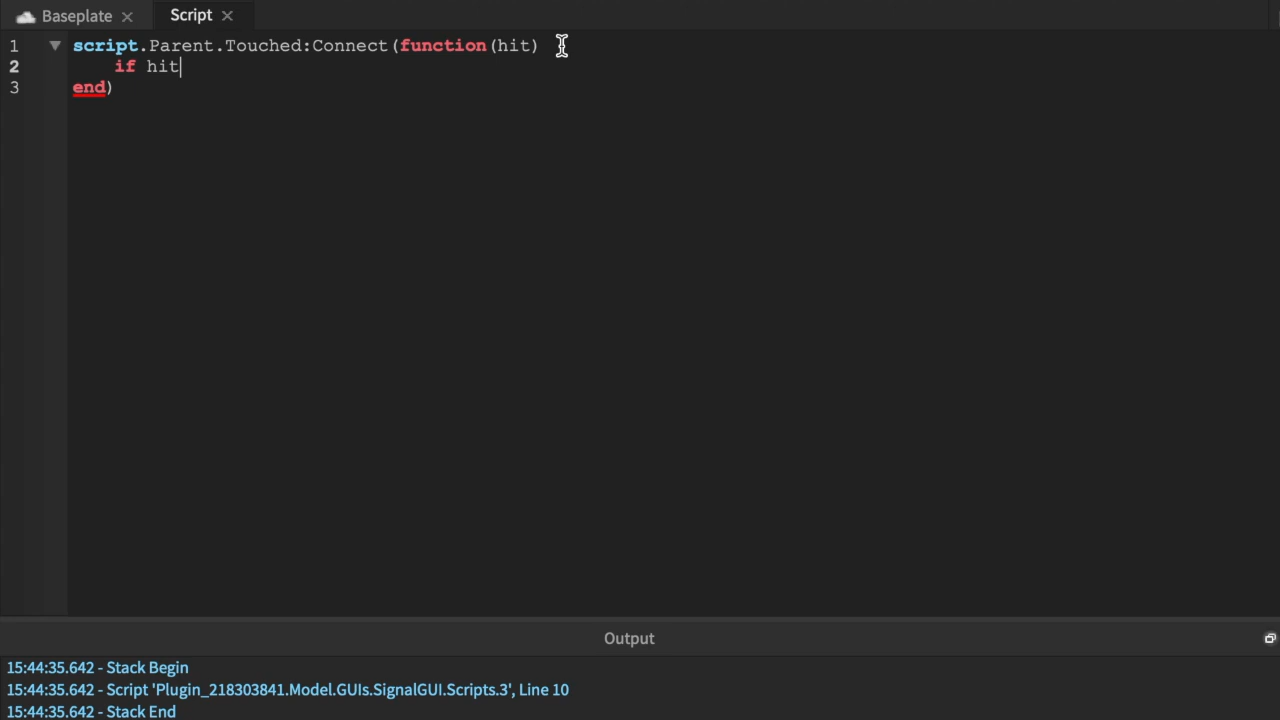 Baseplate × Script ×
1 script.Parent.Touched:Connect(function(hit)
2 if hit
3 end)
Output
15:44:35.642 - Stack Begin
15:44:35.642 - Script 'Plugin_218303841.Model.GUIs.SignalGUI.Scripts.3', Line 10
15:44:35.642 - Stack End